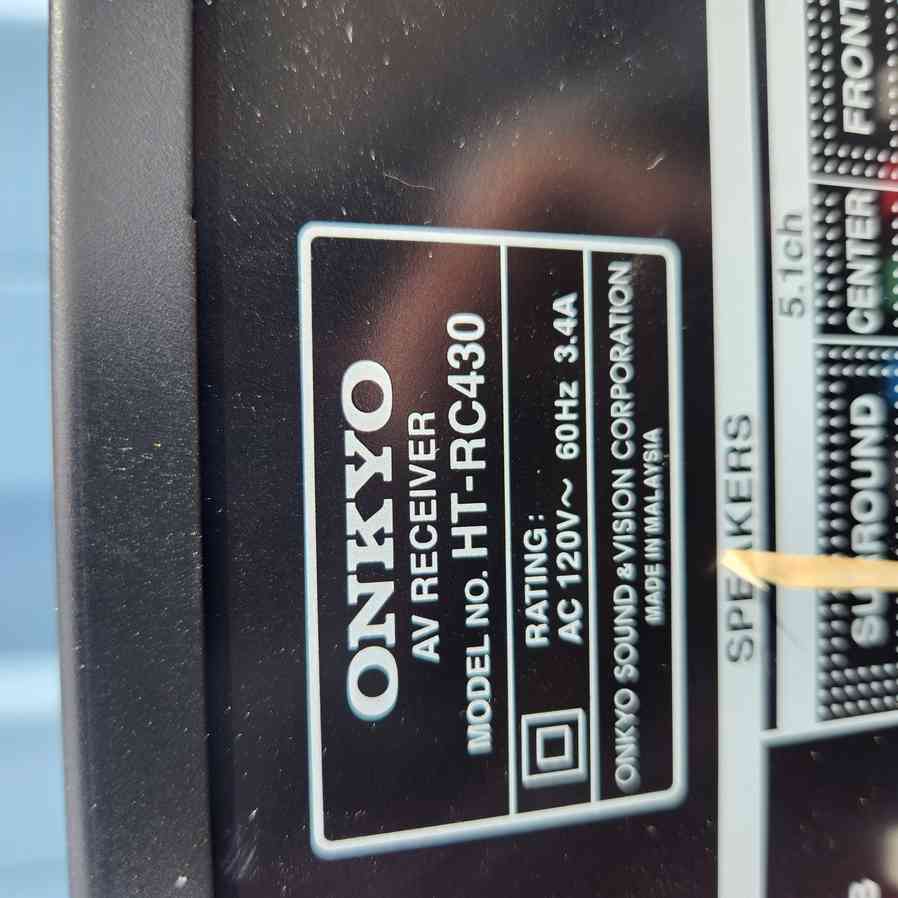 ONKYO
AV RECEIVER
MODEL NO. HT-RC430
RATING:
AC 120V~ 60Hz 3.4A
ONKYO SOUND & VISION CORPORATION
MADE IN MALAYSIA
SPEAKERS
5.1ch
SURROUND CENTER FRONT